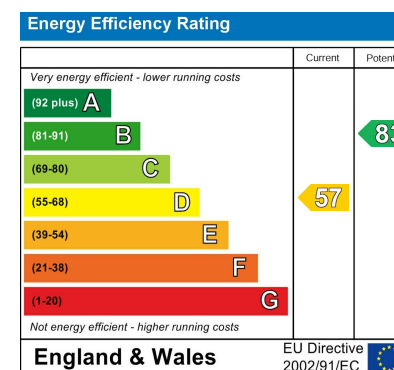 Energy Efficiency Rating
Current
Very energy efficient - lower running costs
(92 plus) A
(81-91) B
(69-80) C
(55-68) D
57
(39-54) E
(21-38) F
(1-20) G
Not energy efficient - higher running costs
England & Wales
EU Directive
2002/91/EC